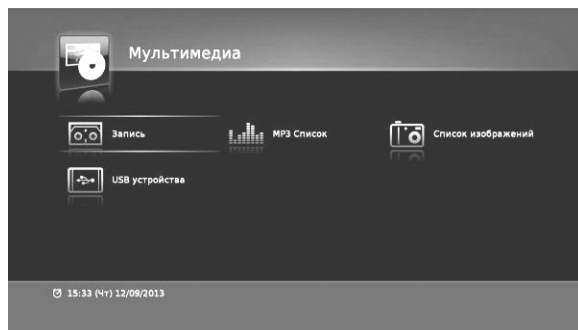 Мультимедиа
Запись
MP3 Список
Список изображений
USB устройства
15:33 (Чт) 12/09/2013